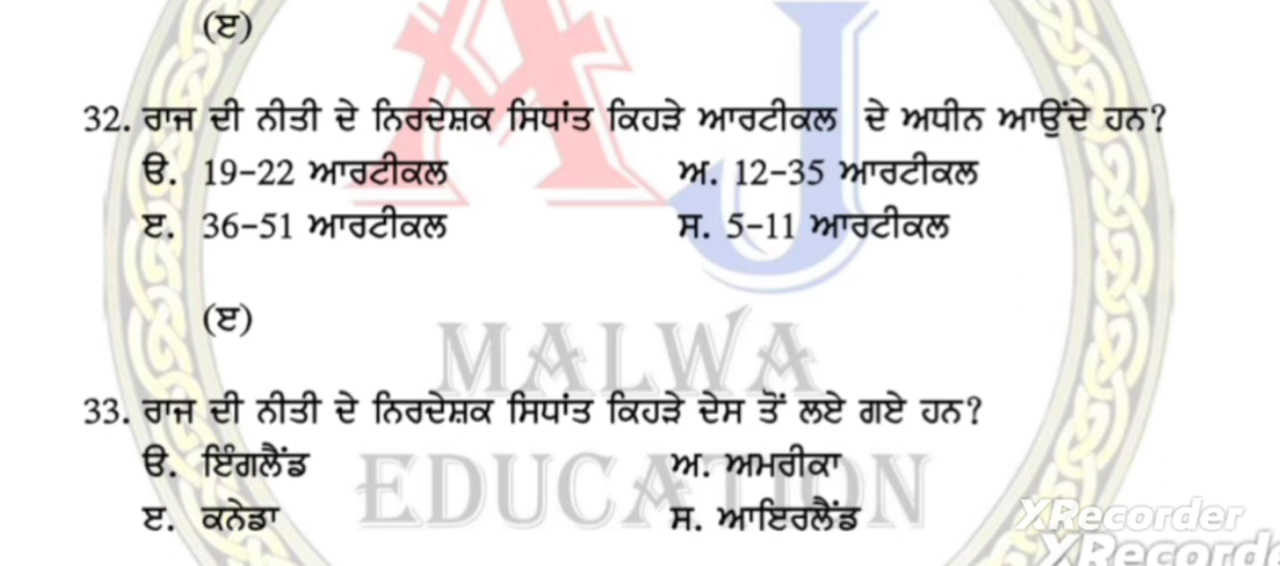 (ੲ)
32. ਰਾਜ ਦੀ ਨੀਤੀ ਦੇ ਨਿਰਦੇਸ਼ਕ ਸਿਧਾਂਤ ਕਿਹੜੇ ਆਰਟੀਕਲ ਦੇ ਅਧੀਨ ਆਉਂਦੇ ਹਨ?
ੳ. 19-22 ਆਰਟੀਕਲ ਅ. 12-35 ਆਰਟੀਕਲ
ੲ. 36-51 ਆਰਟੀਕਲ ਸ. 5-11 ਆਰਟੀਕਲ
(ੲ)
MALWA
33. ਰਾਜ ਦੀ ਨੀਤੀ ਦੇ ਨਿਰਦੇਸ਼ਕ ਸਿਧਾਂਤ ਕਿਹੜੇ ਦੇਸ ਤੋਂ ਲਏ ਗਏ ਹਨ?
ੳ. ਇੰਗਲੈਂਡ ਅ. ਅਮਰੀਕਾ
EDUCATION
ੲ. ਕਨੇਡਾ ਸ. ਆਇਰਲੈਂਡ
XRecorder
XRecorde